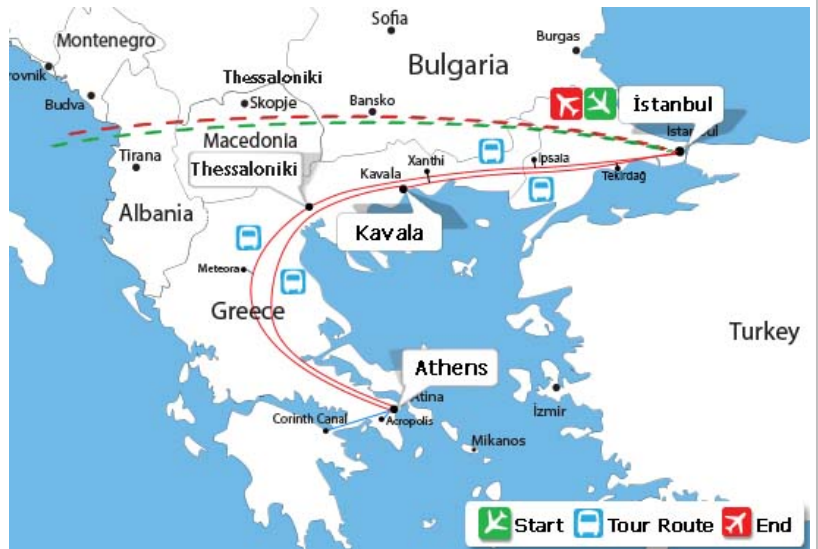 Sofia
Burgas
Montenegro
Bulgaria
rovnik
Budva
Thessaloniki
Skopje
Bansko
İstanbul
Istanbul
Macedonia
Tirana
Thessaloniki
Xanthi
İpsala
Kavala
Tekirdağ
Albania
Kavala
Meteora
Greece
Turkey
Athens
Atina
Corinth Canal
Acropolis
İzmir
Mikanos
Start Tour Route End